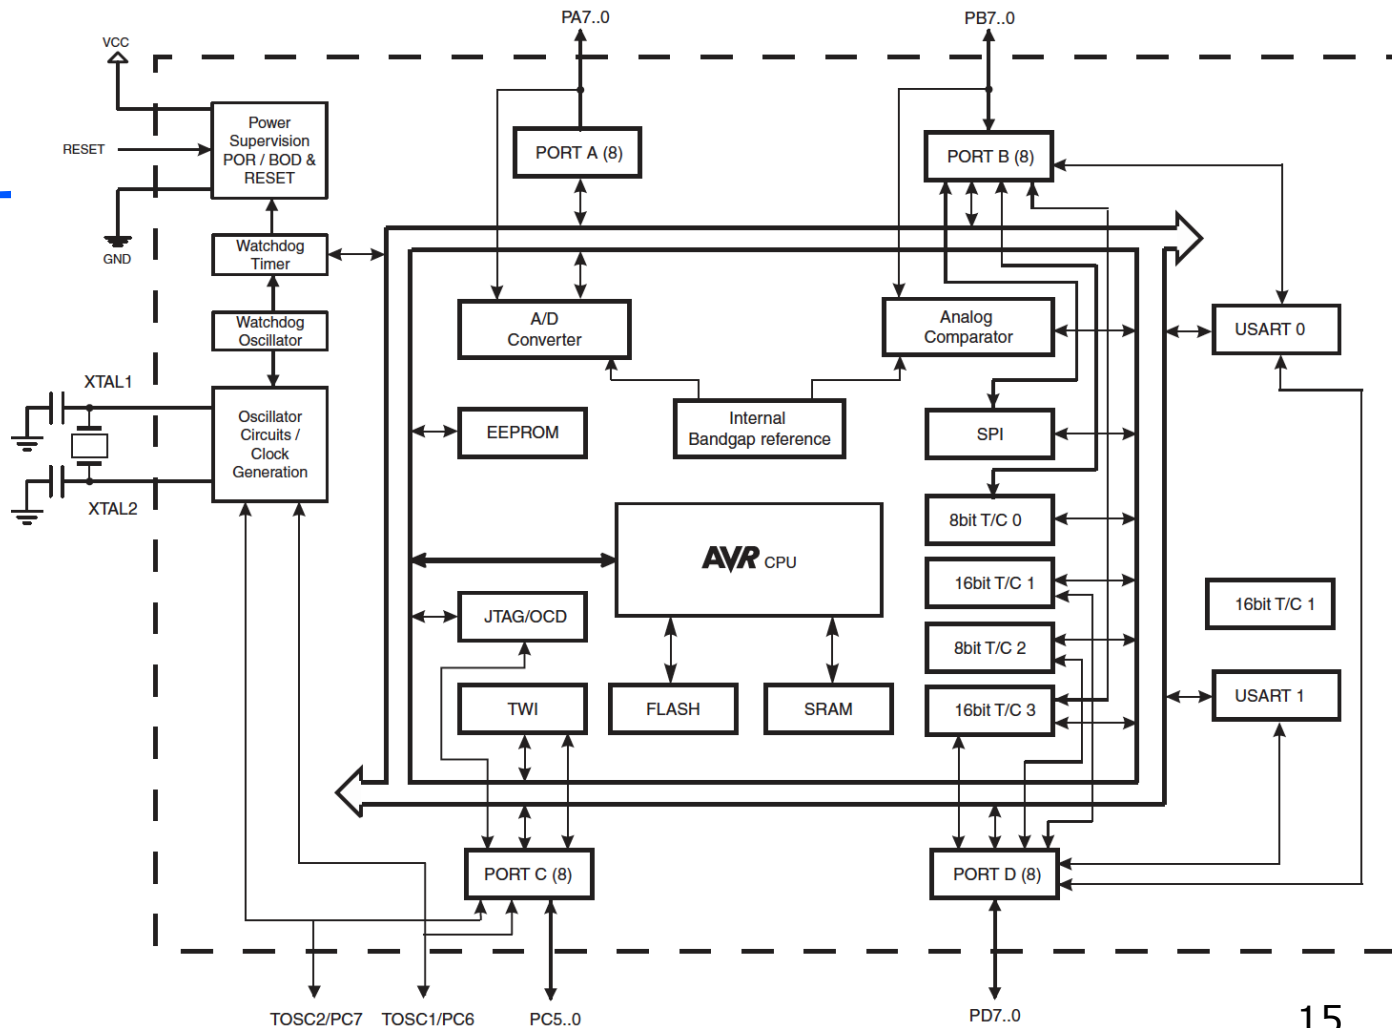 PA7..0
PB7..0
VCC
Power
Supervision
POR / BOD &
RESET
RESET
PORT A (8)
PORT B (8)
GND
Watchdog
Timer
Watchdog
Oscillator
A/D
Converter
Analog
Comparator
USART 0
XTAL1
Oscillator
Circuits /
Clock
Generation
XTAL2
EEPROM
Internal
Bandgap reference
SPI
8bit T/C 0
AVR CPU
16bit T/C 1
16bit T/C 1
JTAG/OCD
8bit T/C 2
TWI
FLASH
SRAM
16bit T/C 3
USART 1
PORT C (8)
PORT D (8)
TOSC2/PC7
TOSC1/PC6
PC5..0
PD7..0
15